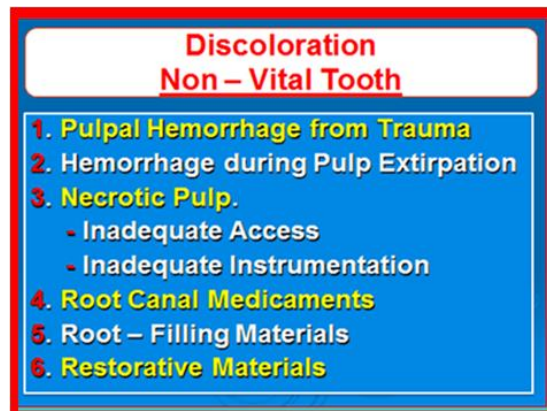 Discoloration
Non – Vital Tooth
1. Pulpal Hemorrhage from Trauma
2. Hemorrhage during Pulp Extirpation
3. Necrotic Pulp.
- Inadequate Access
- Inadequate Instrumentation
4. Root Canal Medicaments
5. Root – Filling Materials
6. Restorative Materials